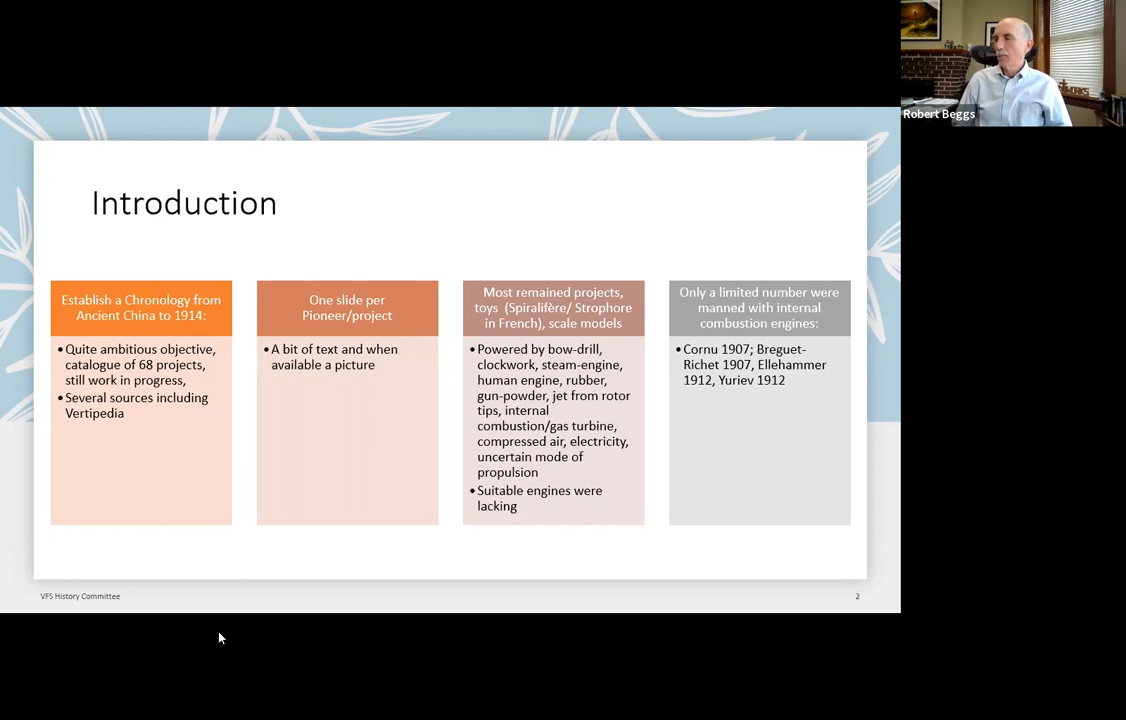 Robert Beggs
Introduction
Establish a Chronology from
Ancient China to 1914:
•Quite ambitious objective,
catalogue of 68 projects,
still work in progress,
•Several sources including
Vertipedia
One slide per
Pioneer/project
•A bit of text and when
available a picture
Most remained projects,
toys (Spiralifère/ Strophore
in French), scale models
•Powered by bow-drill,
clockwork, steam-engine,
human engine, rubber,
gun-powder, jet from rotor
tips, internal
combustion/gas turbine,
compressed air, electricity,
uncertain mode of
propulsion
•Suitable engines were
lacking
Only a limited number were
manned with internal
combustion engines:
•Cornu 1907; Breguet-
Richet 1907, Ellehammer
1912, Yuriev 1912
VFS History Committee
2